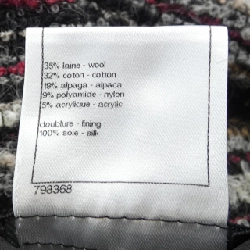 35% laine - wool
32% coton - cotton
19% alpaga - alpaca
9% polyamide - nylon
5% acrylique - acrylic
doublure - lining
100% soie - silk
798368